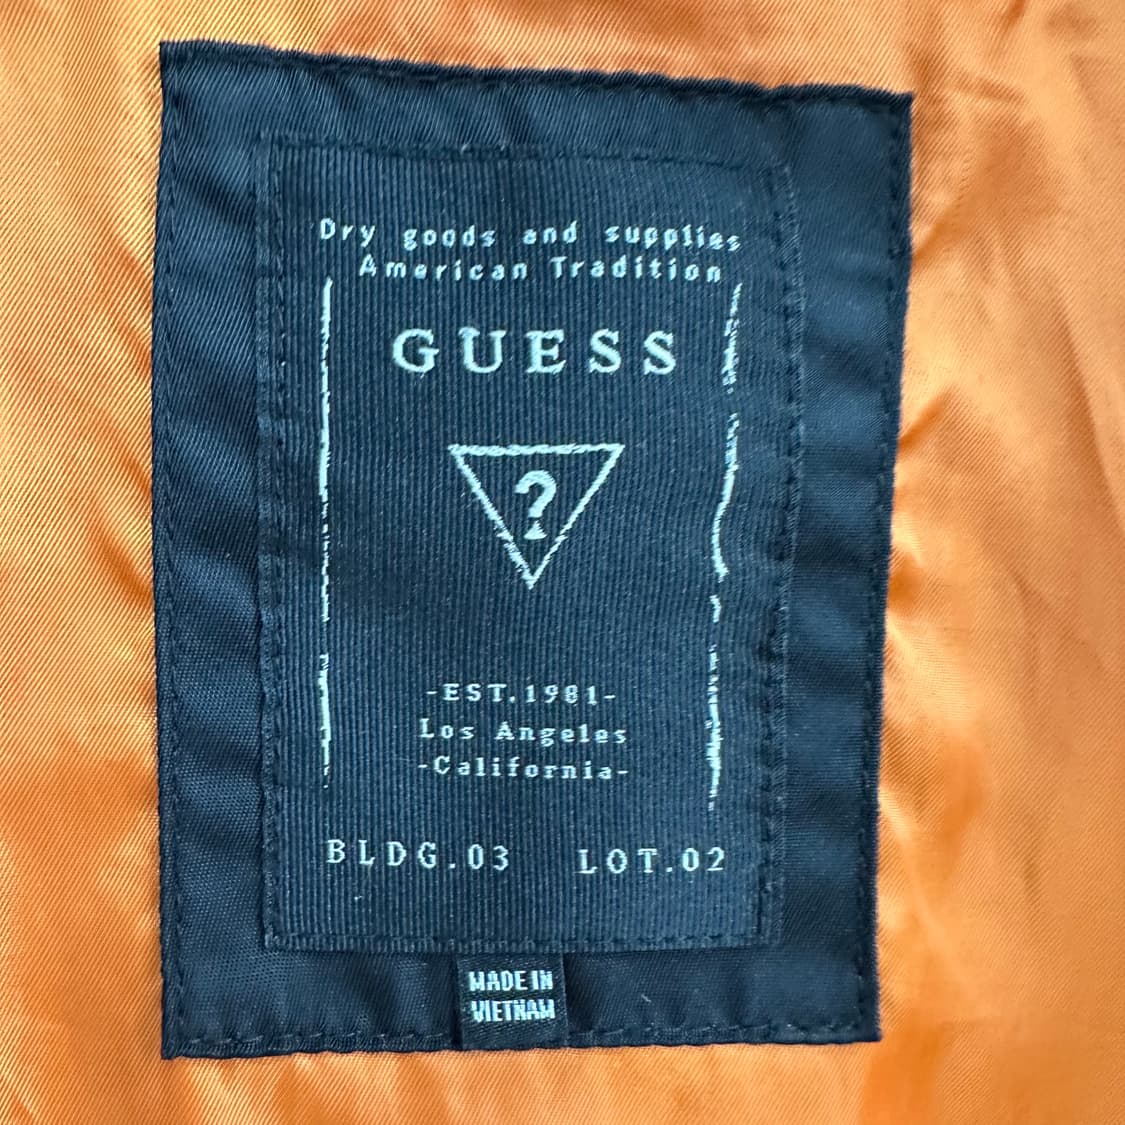 Dry goods and supplies
American Tradition
GUESS
?
-EST.1981-
Los Angeles
-California-
BLDG.03 LOT.02
MADE IN
VIETNAM